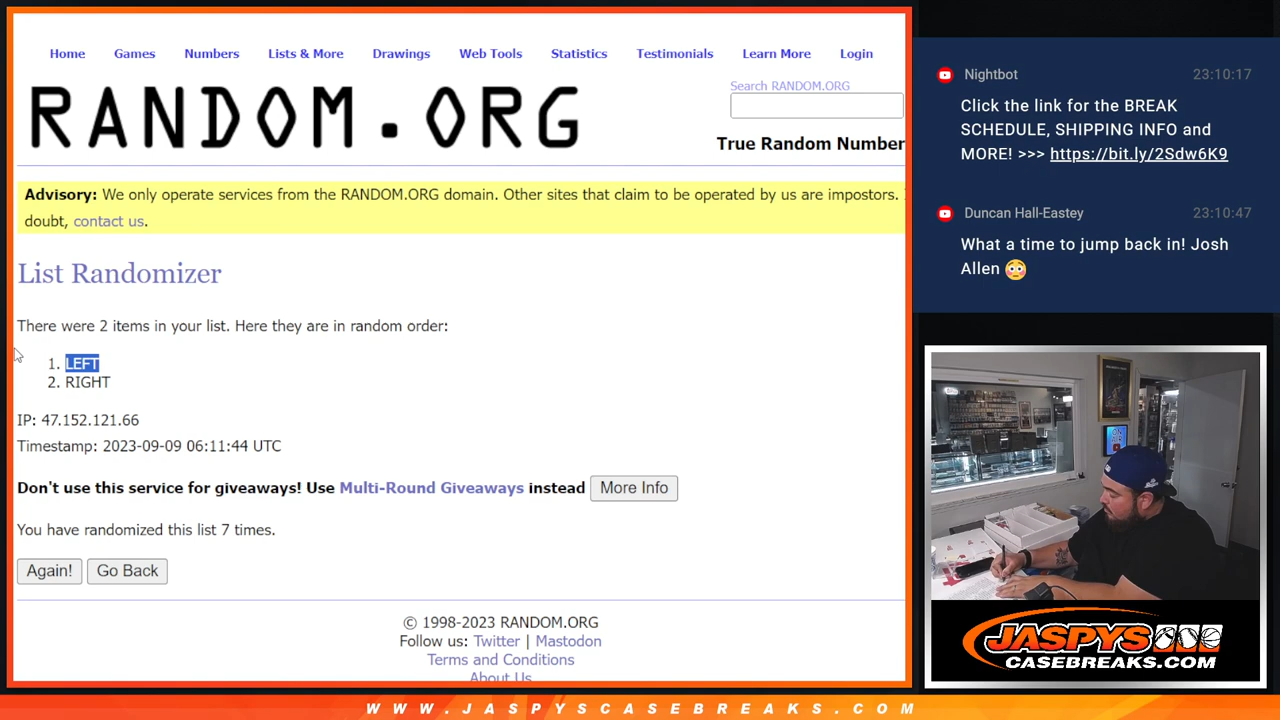 Home Games Numbers Lists & More Drawings Web Tools Statistics Testimonials Learn More Login
RANDOM.ORG
Search RANDOM.ORG
True Random Number
Advisory: We only operate services from the RANDOM.ORG domain. Other sites that claim to be operated by us are impostors.
doubt, contact us.
List Randomizer
There were 2 items in your list. Here they are in random order:
1. LEFT
2. RIGHT
IP: 47.152.121.66
Timestamp: 2023-09-09 06:11:44 UTC
Don't use this service for giveaways! Use Multi-Round Giveaways instead More Info
You have randomized this list 7 times.
Again! Go Back
© 1998-2023 RANDOM.ORG
Follow us: Twitter | Mastodon
Terms and Conditions
About Us
Nightbot 23:10:17
Click the link for the BREAK
SCHEDULE, SHIPPING INFO and
MORE! >>> https://bit.ly/2Sdw6K9
Duncan Hall-Eastey 23:10:47
What a time to jump back in! Josh
Allen 😳
JASPYS
CASEBREAKS.COM
WWW.JASPYSCASEBREAKS.COM